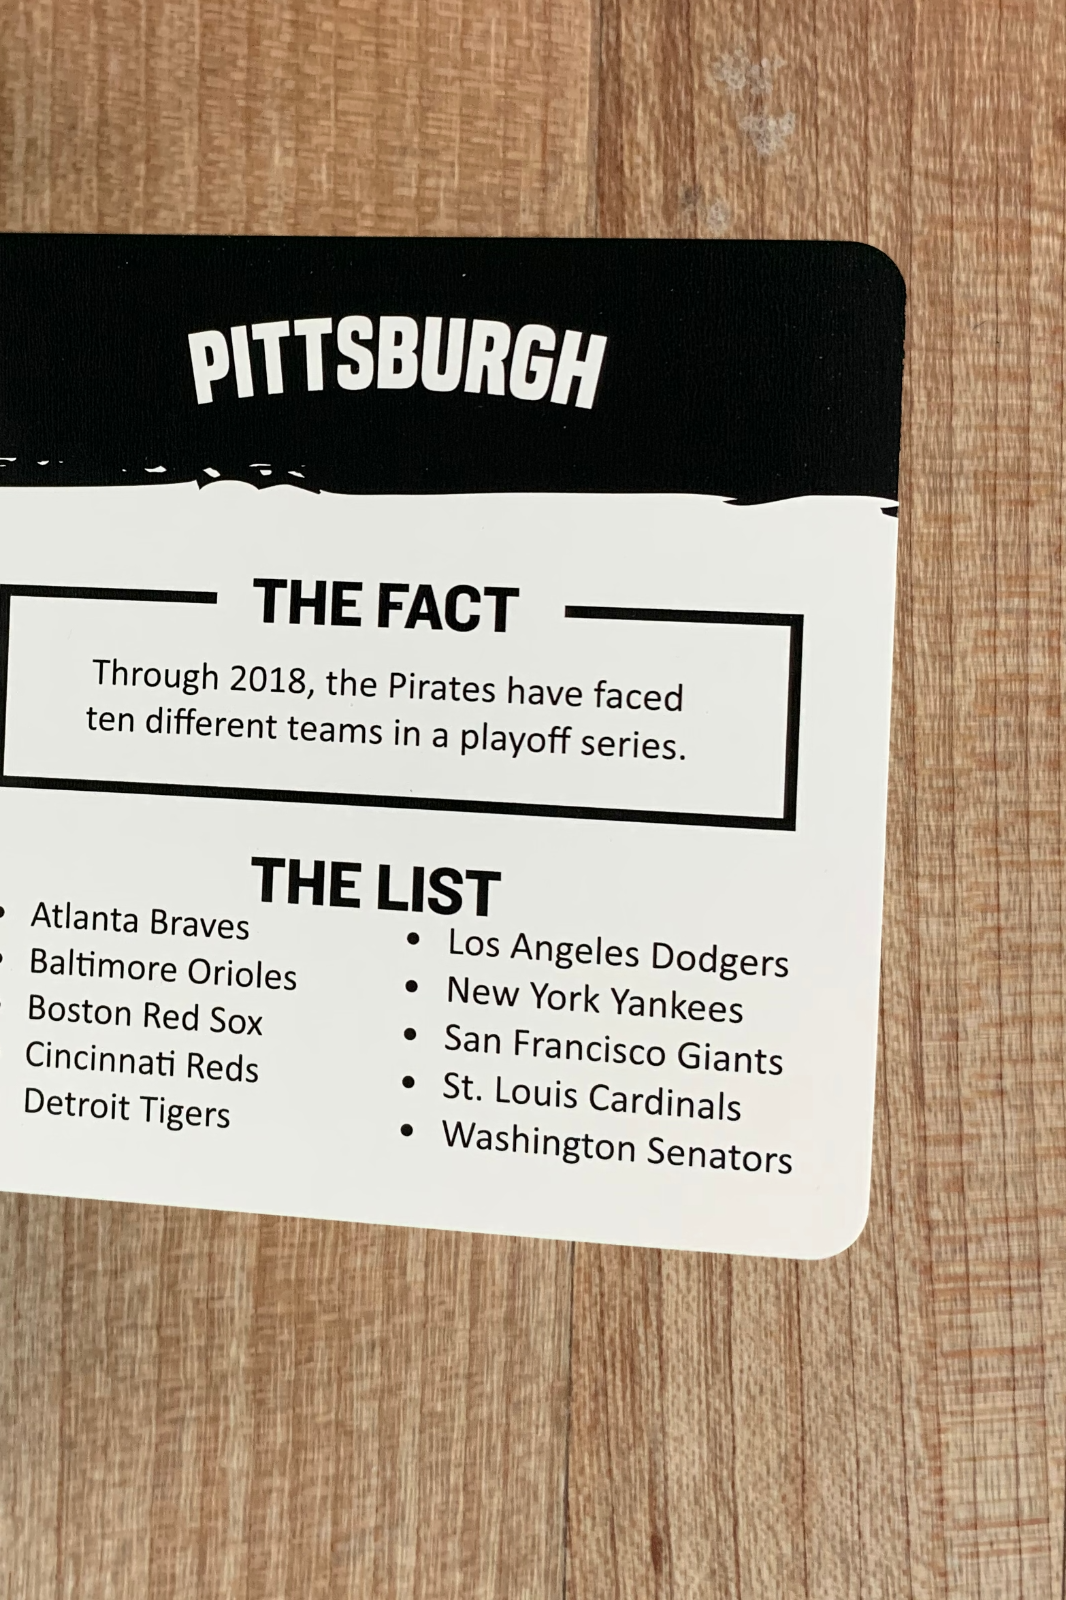 PITTSBURGH
THE FACT
Through 2018, the Pirates have faced
ten different teams in a playoff series.
THE LIST
• Atlanta Braves
• Baltimore Orioles
• Boston Red Sox
Cincinnati Reds
Detroit Tigers
• Los Angeles Dodgers
• New York Yankees
• San Francisco Giants
• St. Louis Cardinals
• Washington Senators